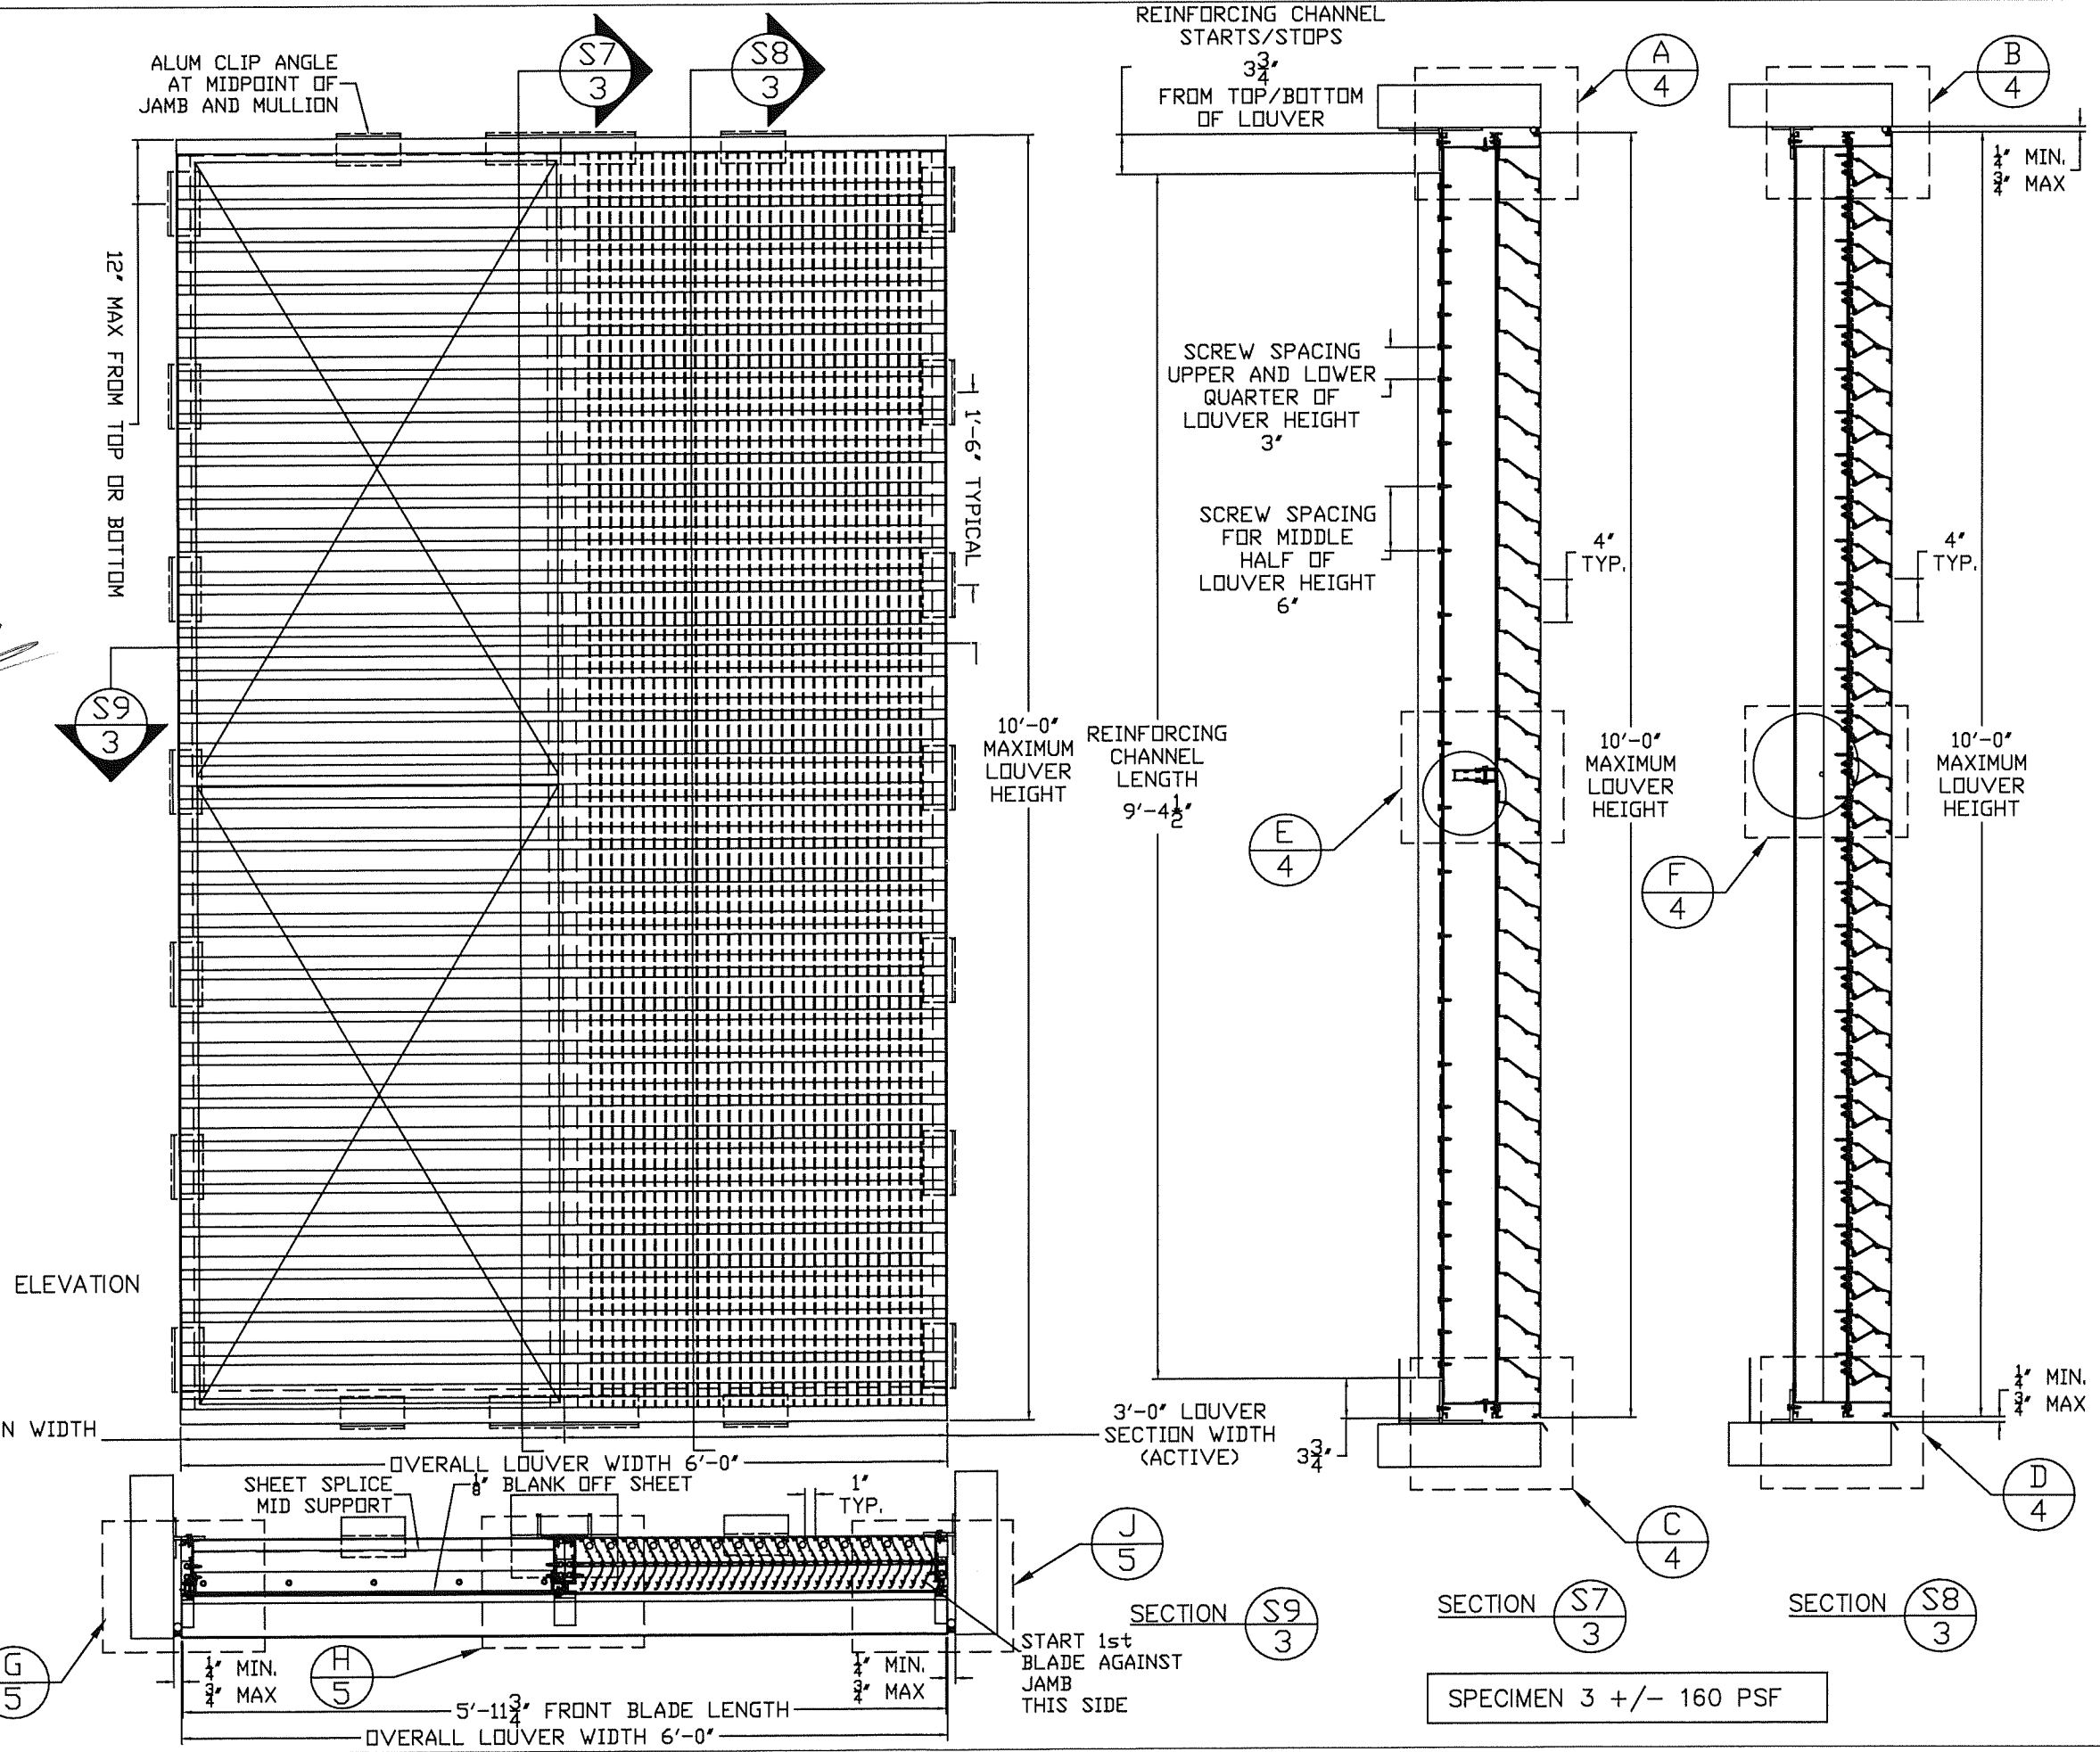 REINFORCING CHANNEL
STARTS/STOPS
3 3/4"
FROM TOP/BOTTOM
OF LOUVER
ALUM CLIP ANGLE
AT MIDPOINT OF
JAMB AND MULLION
S7
3
S8
3
A
4
B
4
1/4" MIN.
3/4" MAX
12" MAX FROM TOP OR BOTTOM
1'-6" TYPICAL
SCREW SPACING
UPPER AND LOWER
QUARTER OF
LOUVER HEIGHT
3"
SCREW SPACING
FOR MIDDLE
HALF OF
LOUVER HEIGHT
6"
4"
TYP.
4"
TYP.
S9
3
10'-0"
MAXIMUM
LOUVER
HEIGHT
REINFORCING
CHANNEL
LENGTH
9'-4 1/2"
10'-0"
MAXIMUM
LOUVER
HEIGHT
10'-0"
MAXIMUM
LOUVER
HEIGHT
E
4
F
4
ELEVATION
N WIDTH
3'-0" LOUVER
SECTION WIDTH
(ACTIVE)
3 3/4"
1/4" MIN.
3/4" MAX
OVERALL LOUVER WIDTH 6'-0"
SHEET SPLICE
MID SUPPORT
1/8" BLANK OFF SHEET
1"
TYP.
J
5
C
4
D
4
SECTION S9
3
SECTION S7
3
SECTION S8
3
G
5
1/4" MIN.
3/4" MAX
H
5
1/4" MIN.
3/4" MAX
START 1st
BLADE AGAINST
JAMB
THIS SIDE
5'-11 3/4" FRONT BLADE LENGTH
OVERALL LOUVER WIDTH 6'-0"
SPECIMEN 3 +/- 160 PSF